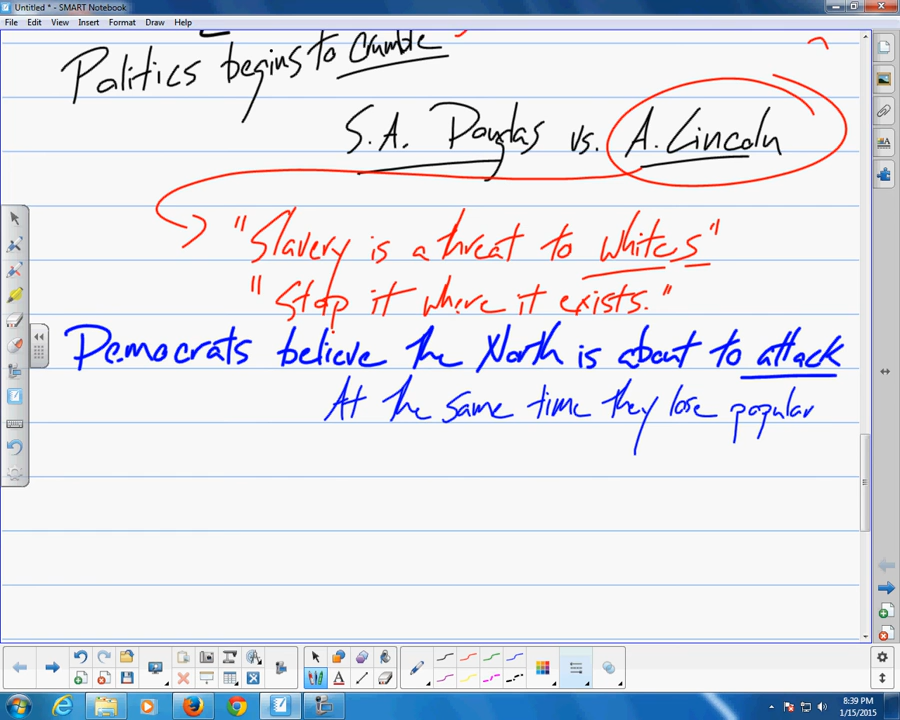 Untitled * - SMART Notebook
File Edit View Insert Format Draw Help
Politics begins to crumble
S.A. Douglas vs. A. Lincoln
"Slavery is a threat to whites"
"Stop it where it exists."
Democrats believe the North is about to attack
At the same time they lose popular
8:39 PM
1/15/2015